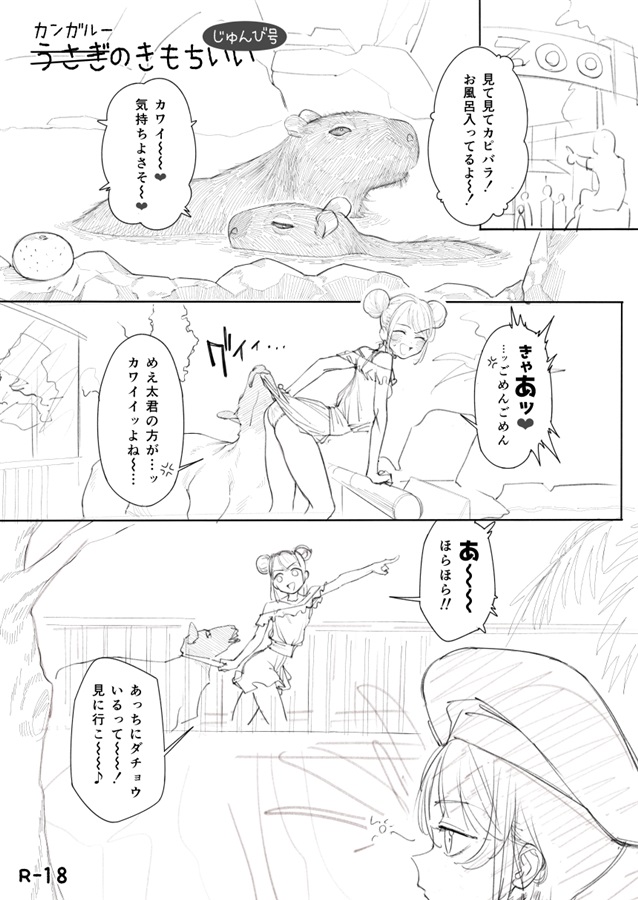 カンガルー
うさぎのきもちいい
じゅんび号
ZOO
見て見てカピバラ!
お風呂入ってるよ〜!
カワイ〜〜♥
気持ちよさそ〜♥
きゃあッ♥
…ッごめんごめん
グイィ…
めえ太君の方が…ッ
カワイイッよね〜…
あ〜〜〜
ほらほら!!
あっちにダチョウ
いるって〜〜!
見に行こ〜〜〜♪
R-18